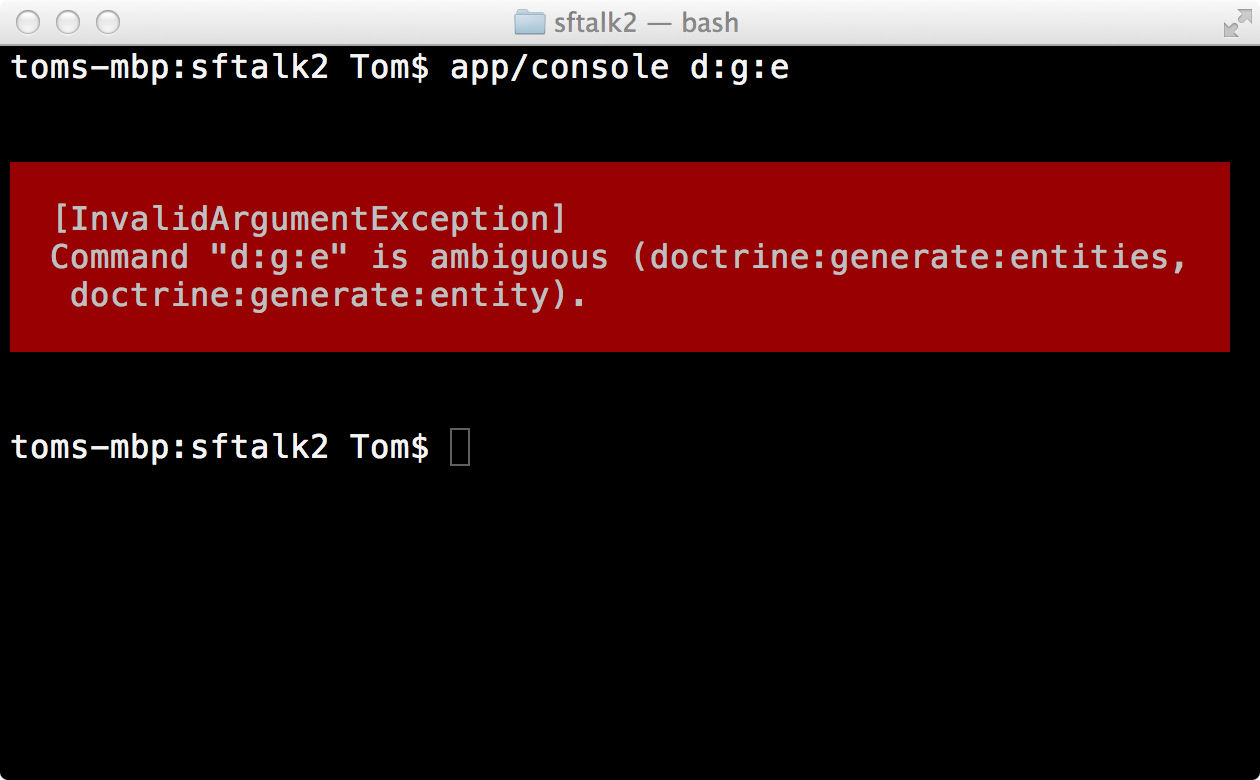 sftalk2 — bash
toms-mbp:sftalk2 Tom$ app/console d:g:e
[InvalidArgumentException]
Command "d:g:e" is ambiguous (doctrine:generate:entities,
doctrine:generate:entity).
toms-mbp:sftalk2 Tom$